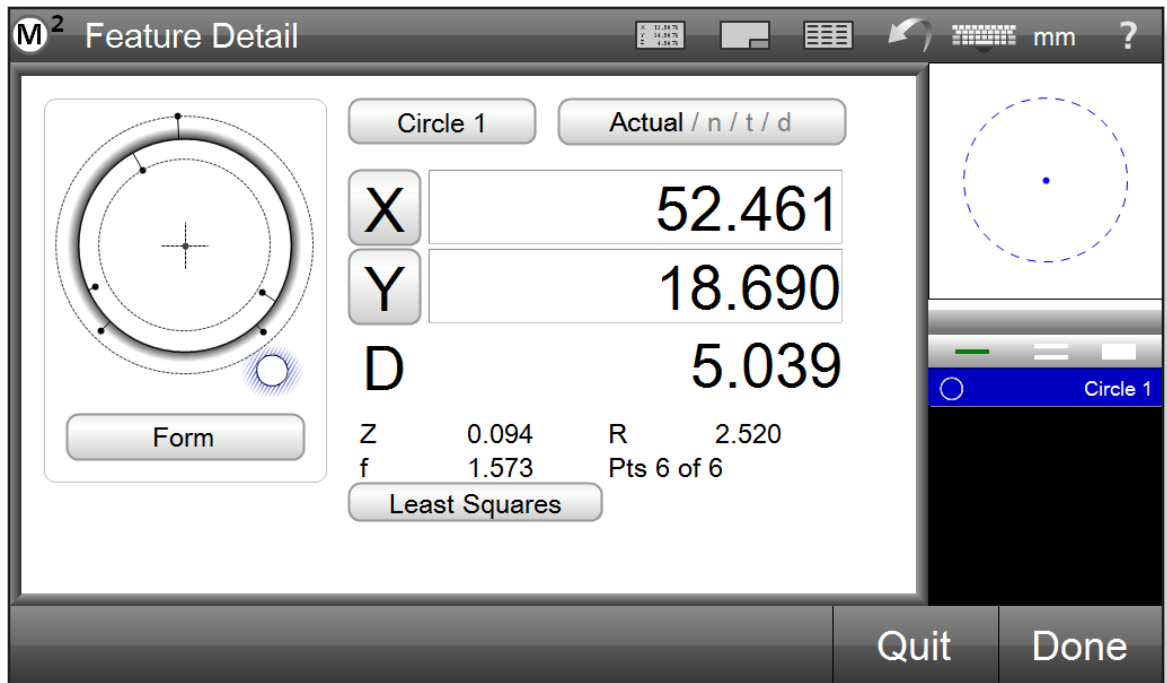 M2 Feature Detail mm ?
Circle 1 Actual / n / t / d
X 52.461
Y 18.690
D 5.039
Form
Z 0.094 R 2.520
f 1.573 Pts 6 of 6
Least Squares
Circle 1
Quit Done